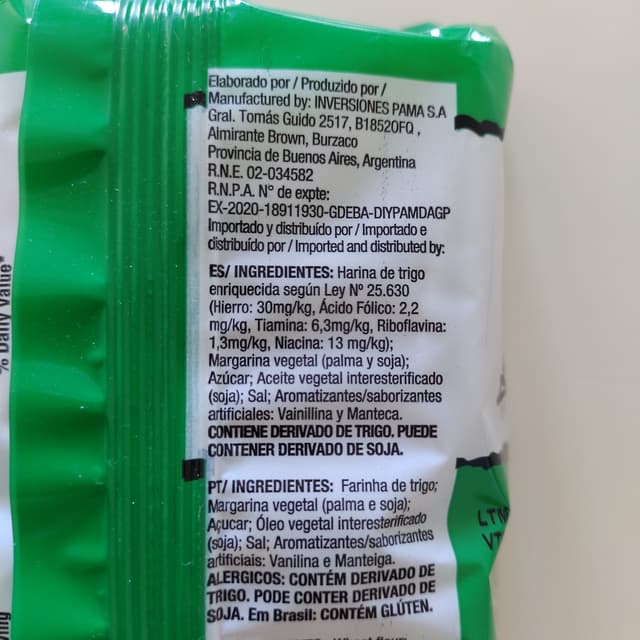 % Daily Value*
Elaborado por / Produzido por /
Manufactured by: INVERSIONES PAMA S.A
Gral. Tomás Guido 2517, B1852OFQ ,
Almirante Brown, Burzaco
Provincia de Buenos Aires, Argentina
R.N.E. 02-034582
R.N.P.A. N° de expte:
EX-2020-18911930-GDEBA-DIYPAMDAGP
Importado y distribuído por / Importado e
distribuído por / Imported and distributed by:
ES/ INGREDIENTES: Harina de trigo
enriquecida según Ley Nº 25.630
(Hierro: 30mg/kg, Ácido Fólico: 2,2
mg/kg, Tiamina: 6,3mg/kg, Riboflavina:
1,3mg/kg, Niacina: 13 mg/kg);
Margarina vegetal (palma y soja);
Azúcar; Aceite vegetal interesterificado
(soja); Sal; Aromatizantes/saborizantes
artificiales: Vainillina y Manteca.
CONTIENE DERIVADO DE TRIGO. PUEDE
CONTENER DERIVADO DE SOJA.
PT/ INGREDIENTES: Farinha de trigo;
Margarina vegetal (palma e soja);
Açucar; Óleo vegetal interesterificado
(soja); Sal; Aromatizantes/saborizantes
artificiais: Vanilina e Manteiga.
ALERGICOS: CONTÉM DERIVADO DE
TRIGO. PODE CONTER DERIVADO DE
SOJA. Em Brasil: CONTÉM GLÚTEN.